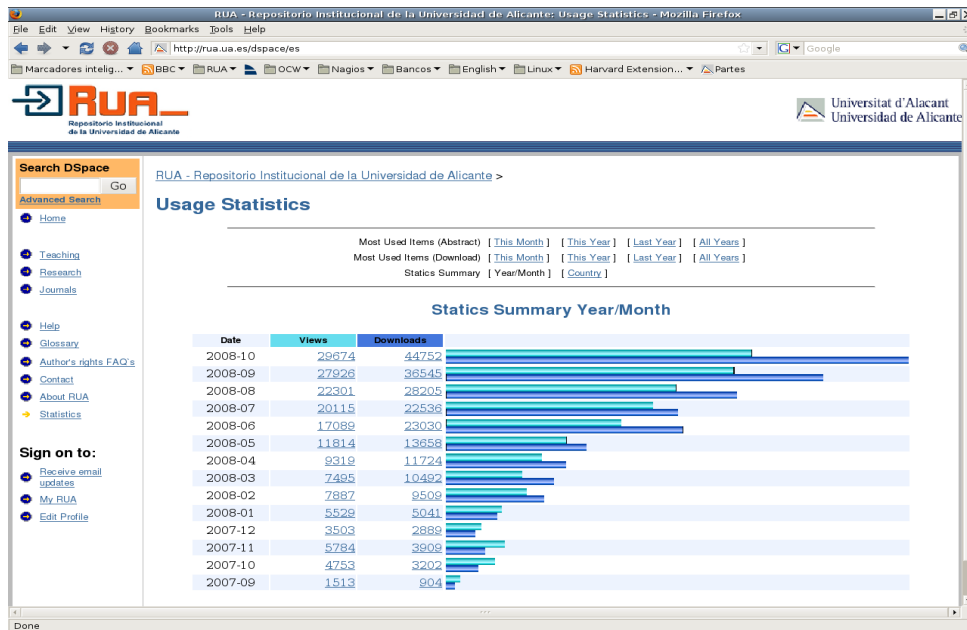 RUA - Repositorio Institucional de la Universidad de Alicante: Usage Statistics - Mozilla Firefox
File Edit View History Bookmarks Tools Help
http://rua.ua.es/dspace/es
Google
Marcadores intelig... BBC RUA OCW Nagios Bancos English Linux Harvard Extension... Partes
RUA
Repositorio Institucional
de la Universidad de Alicante
Universitat d'Alacant
Universidad de Alicante
Search DSpace
Go
Advanced Search
Home
Teaching
Research
Journals
Help
Glossary
Author's rights FAQ's
Contact
About RUA
Statistics
Sign on to:
Receive email
updates
My RUA
Edit Profile
RUA - Repositorio Institucional de la Universidad de Alicante >
Usage Statistics
Most Used Items (Abstract) [ This Month ] [ This Year ] [ Last Year ] [ All Years ]
Most Used Items (Download) [ This Month ] [ This Year ] [ Last Year ] [ All Years ]
Statics Summary [ Year/Month ] [ Country ]
Statics Summary Year/Month
Date Views Downloads
2008-10 29674 44752
2008-09 27926 36545
2008-08 22301 28205
2008-07 20115 22536
2008-06 17089 23030
2008-05 11814 13658
2008-04 9319 11724
2008-03 7495 10492
2008-02 7887 9509
2008-01 5529 5041
2007-12 3503 2889
2007-11 5784 3909
2007-10 4753 3202
2007-09 1513 904
Done